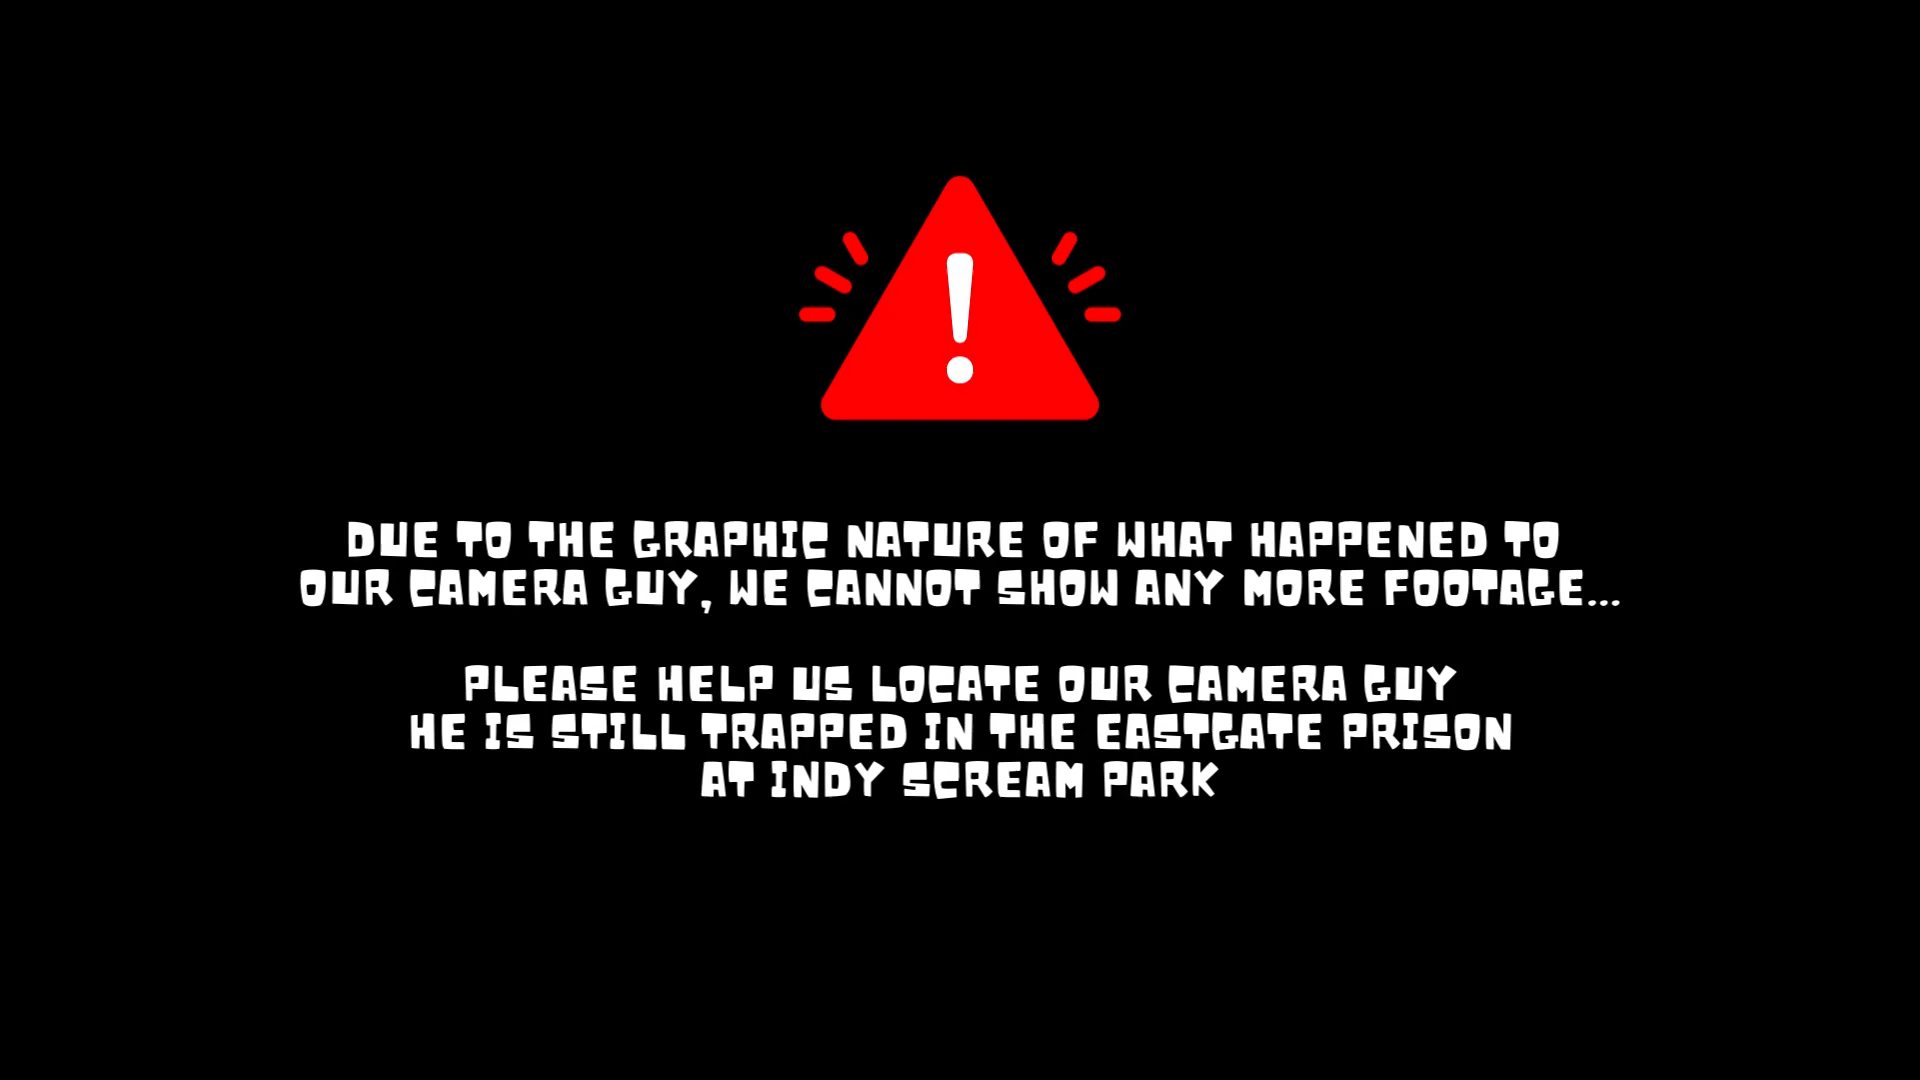 DUE TO THE GRAPHIC NATURE OF WHAT HAPPENED TO
OUR CAMERA GUY, WE CANNOT SHOW ANY MORE FOOTAGE...
PLEASE HELP US LOCATE OUR CAMERA GUY
HE IS STILL TRAPPED IN THE EASTGATE PRISON
AT INDY SCREAM PARK